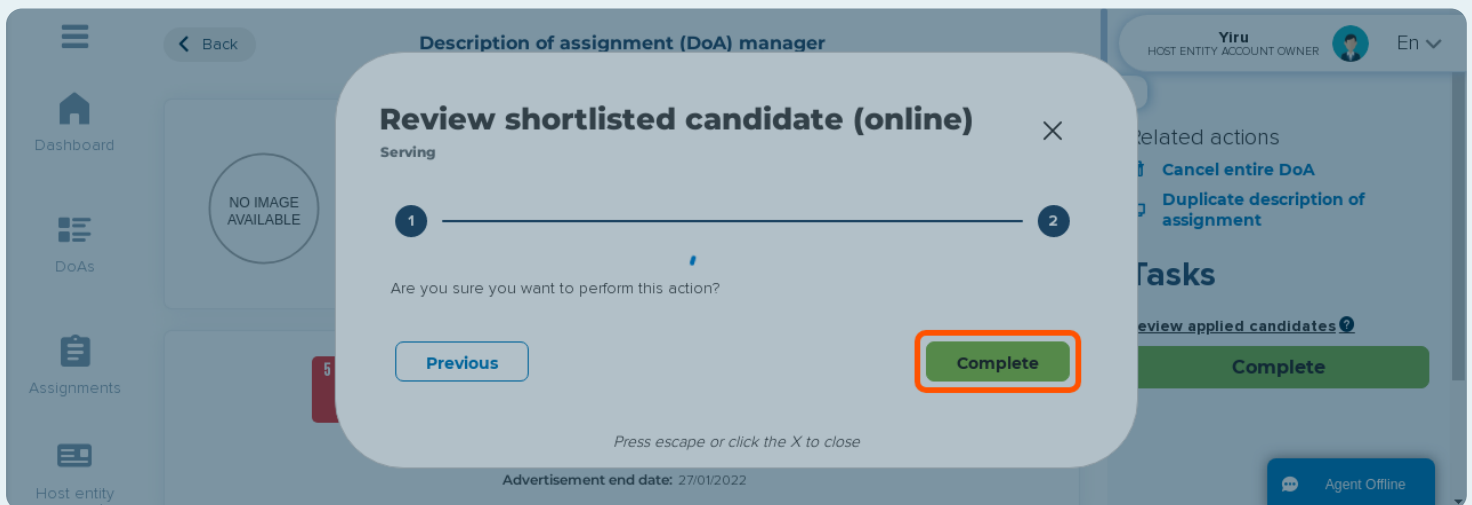 Back
Description of assignment (DoA) manager
Yiru
HOST ENTITY ACCOUNT OWNER
En
Dashboard
DoAs
Assignments
Host entity
NO IMAGE
AVAILABLE
5
Review shortlisted candidate (online)
Serving
1
2
Are you sure you want to perform this action?
Previous
Complete
Press escape or click the X to close
Advertisement end date: 27/01/2022
Related actions
Cancel entire DoA
Duplicate description of
assignment
Tasks
eview applied candidates ?
Complete
Agent Offline